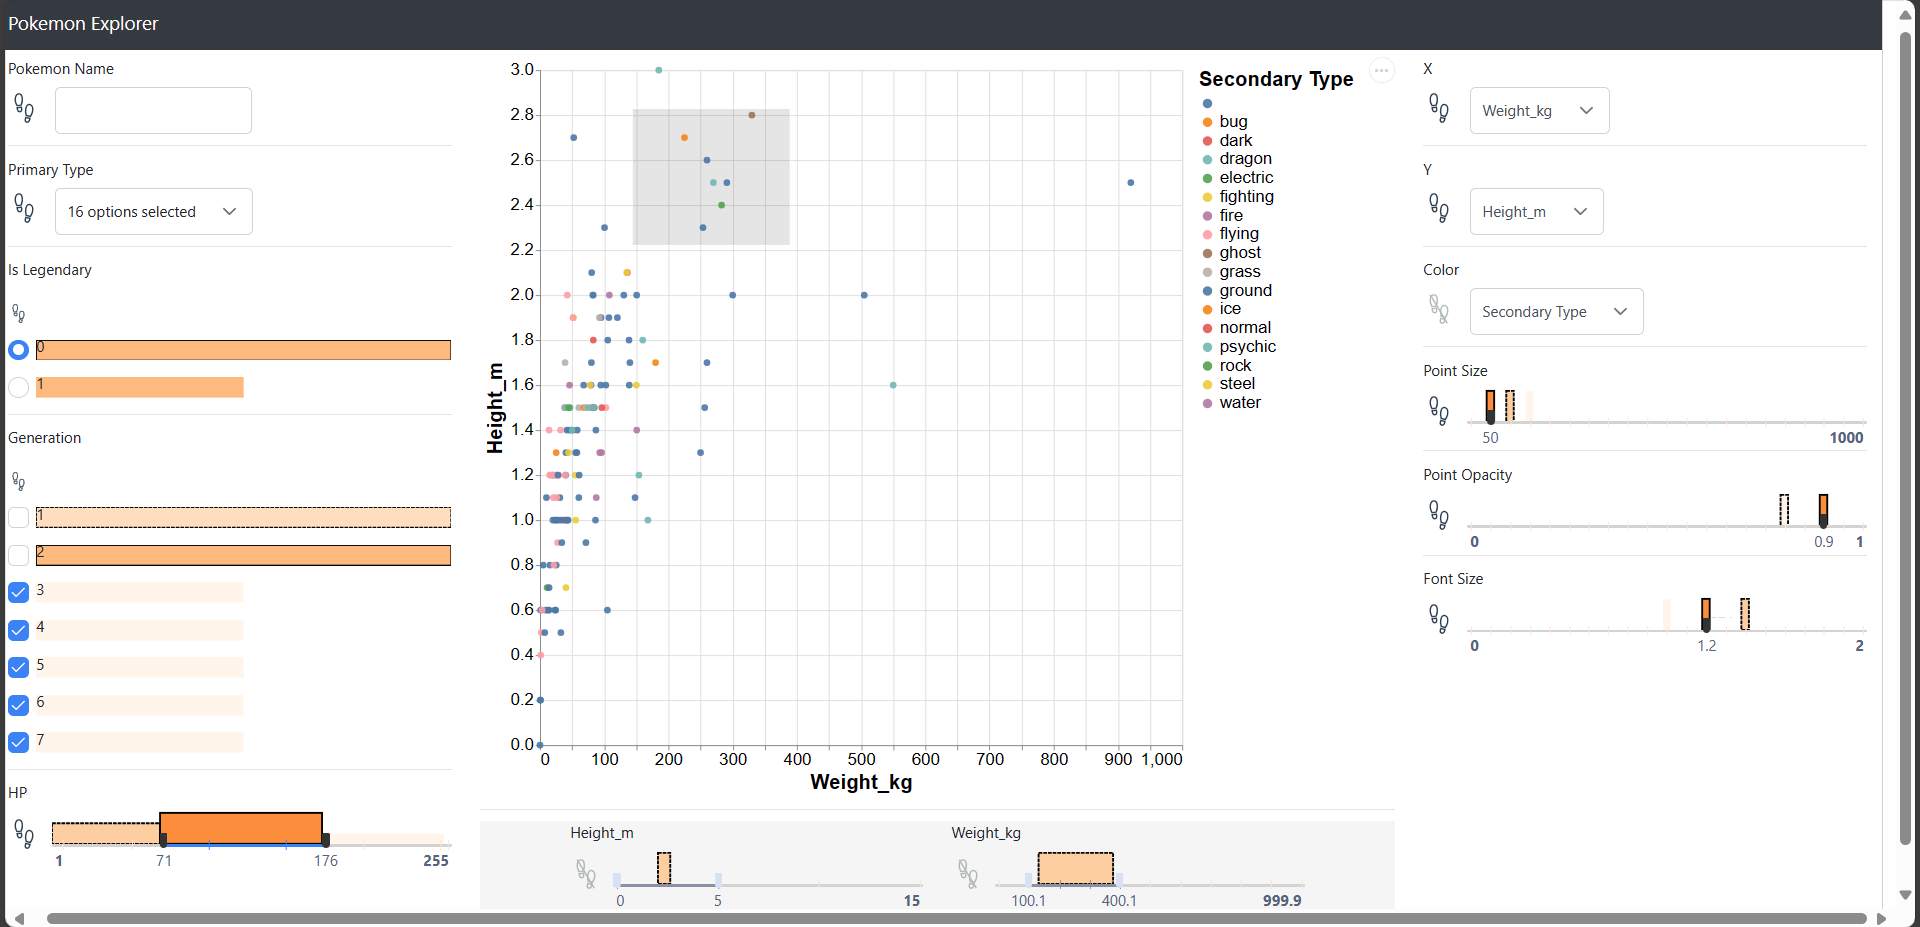 Pokemon Explorer
Pokemon Name
Primary Type
16 options selected
Is Legendary
0
1
Generation
1
2
3
4
5
6
7
HP
1
71
176
255
3.0
2.8
2.6
2.4
2.2
2.0
1.8
1.6
1.4
1.2
1.0
0.8
0.6
0.4
0.2
0.0
Height_m
0
100
200
300
400
500
600
700
800
900
1,000
Weight_kg
Secondary Type
bug
dark
dragon
electric
fighting
fire
flying
ghost
grass
ground
ice
normal
psychic
rock
steel
water
Height_m
0
5
15
Weight_kg
100.1
400.1
999.9
X
Weight_kg
Y
Height_m
Color
Secondary Type
Point Size
50
1000
Point Opacity
0
0.9
1
Font Size
0
1.2
2